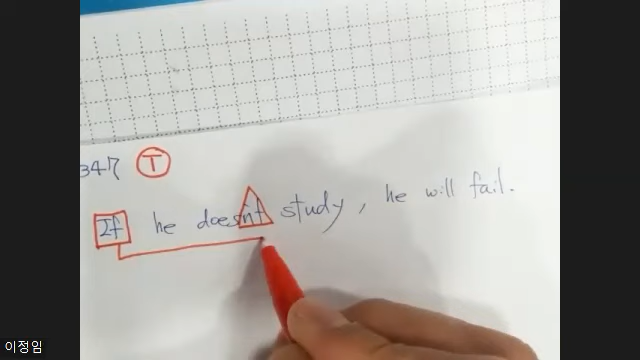 347 T
If he doesn't study, he will fail.
이정임